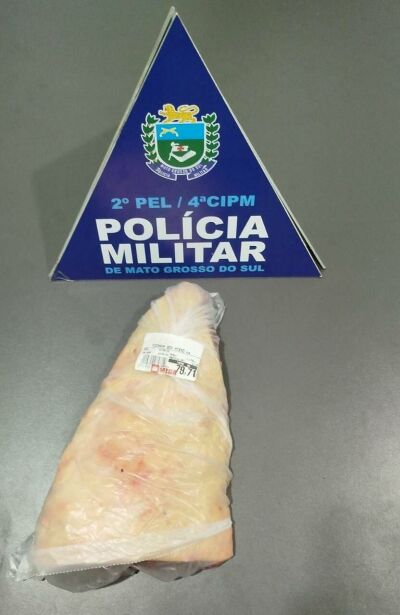 2º PEL / 4ªCIPM
POLÍCIA
MILITAR
DE MATO GROSSO DO SUL